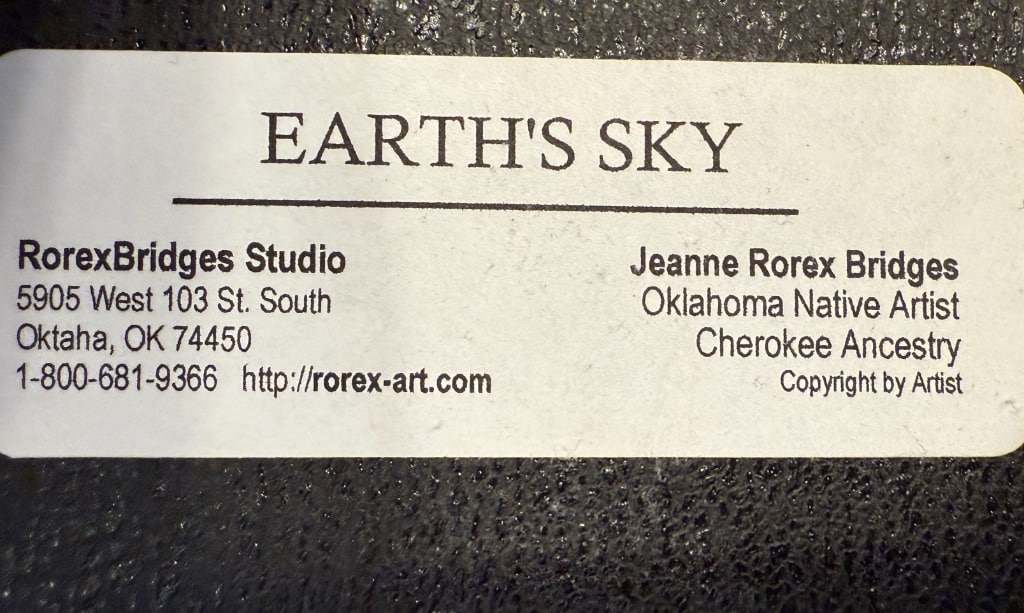 EARTH'S SKY
RorexBridges Studio
5905 West 103 St. South
Oktaha, OK 74450
1-800-681-9366 http://rorex-art.com
Jeanne Rorex Bridges
Oklahoma Native Artist
Cherokee Ancestry
Copyright by Artist